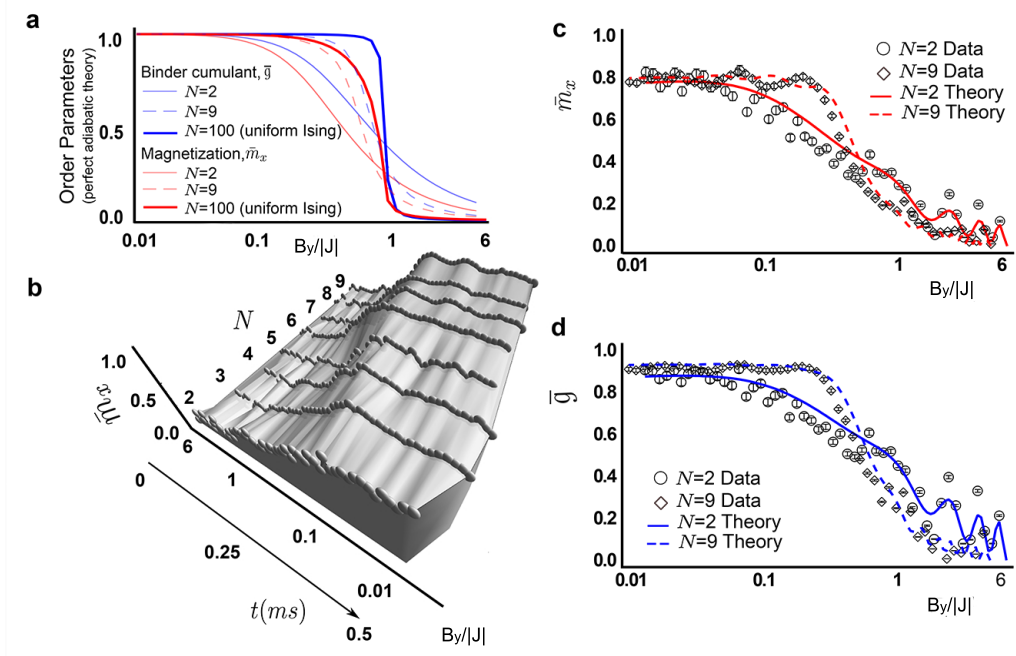 a
Order Parameters
(perfect adiabatic theory)
1.0
0.5
0.0
Binder cumulant, g̅
N=2
N=9
N=100 (uniform Ising)
Magnetization, m̄x
N=2
N=9
N=100 (uniform Ising)
0.01
0.1
1
6
By/|J|
b
N
2
3
4
5
6
7
8
9
m̄x
1.0
0.5
0.0
6
1
0.1
0.01
By/|J|
0
0.25
0.5
t(ms)
c
m̄x
1.0
0.8
0.6
0.4
0.2
0.0
N=2 Data
N=9 Data
N=2 Theory
N=9 Theory
0.01
0.1
1
6
By/|J|
d
g̅
1.0
0.8
0.6
0.4
0.2
0.0
N=2 Data
N=9 Data
N=2 Theory
N=9 Theory
0.01
0.1
1
6
By/|J|